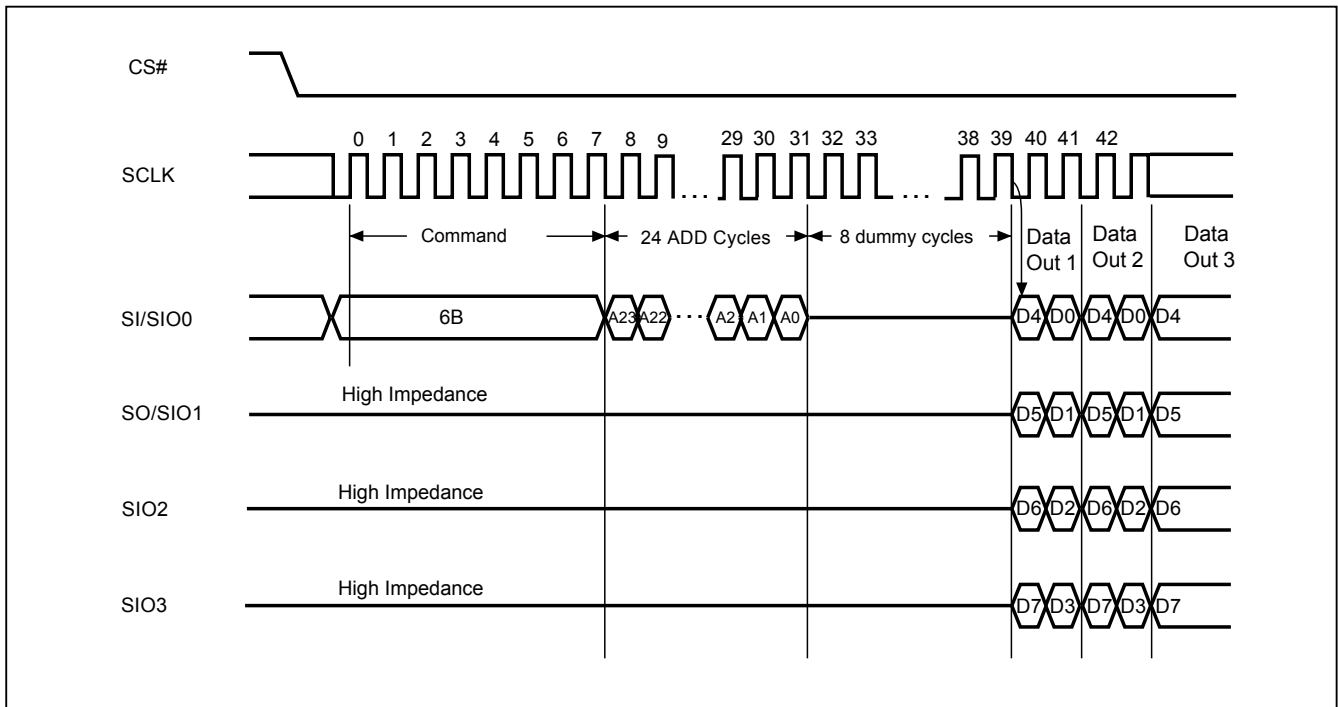 CS#
0 1 2 3 4 5 6 7 8 9 29 30 31 32 33 38 39 40 41 42
SCLK
. . . . . .
Command 24 ADD Cycles 8 dummy cycles Data Out 1 Data Out 2 Data Out 3
SI/SIO0 6B A23 A22 . . . A2 A1 A0 D4 D0 D4 D0 D4
High Impedance
SO/SIO1 D5 D1 D5 D1 D5
High Impedance
SIO2 D6 D2 D6 D2 D6
High Impedance
SIO3 D7 D3 D7 D3 D7